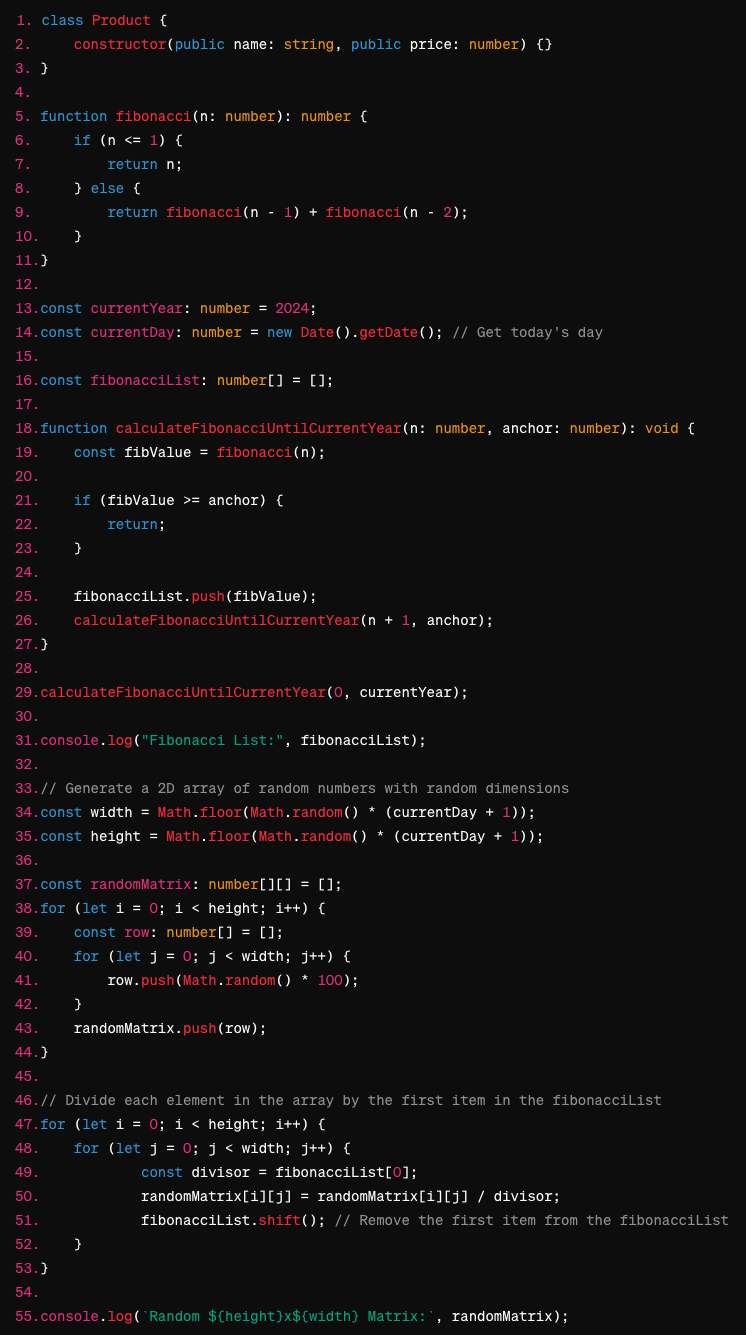 1. class Product {
2.     constructor(public name: string, public price: number) {}
3. }
4.
5. function fibonacci(n: number): number {
6.     if (n <= 1) {
7.         return n;
8.     } else {
9.         return fibonacci(n - 1) + fibonacci(n - 2);
10.    }
11.}
12.
13.const currentYear: number = 2024;
14.const currentDay: number = new Date().getDate(); // Get today's day
15.
16.const fibonacciList: number[] = [];
17.
18.function calculateFibonacciUntilCurrentYear(n: number, anchor: number): void {
19.    const fibValue = fibonacci(n);
20.
21.    if (fibValue >= anchor) {
22.        return;
23.    }
24.
25.    fibonacciList.push(fibValue);
26.    calculateFibonacciUntilCurrentYear(n + 1, anchor);
27.}
28.
29.calculateFibonacciUntilCurrentYear(0, currentYear);
30.
31.console.log("Fibonacci List:", fibonacciList);
32.
33.// Generate a 2D array of random numbers with random dimensions
34.const width = Math.floor(Math.random() * (currentDay + 1));
35.const height = Math.floor(Math.random() * (currentDay + 1));
36.
37.const randomMatrix: number[][] = [];
38.for (let i = 0; i < height; i++) {
39.    const row: number[] = [];
40.    for (let j = 0; j < width; j++) {
41.        row.push(Math.random() * 100);
42.    }
43.    randomMatrix.push(row);
44.}
45.
46.// Divide each element in the array by the first item in the fibonacciList
47.for (let i = 0; i < height; i++) {
48.    for (let j = 0; j < width; j++) {
49.            const divisor = fibonacciList[0];
50.            randomMatrix[i][j] = randomMatrix[i][j] / divisor;
51.            fibonacciList.shift(); // Remove the first item from the fibonacciList
52.    }
53.}
54.
55.console.log(`Random ${height}x${width} Matrix:`, randomMatrix);